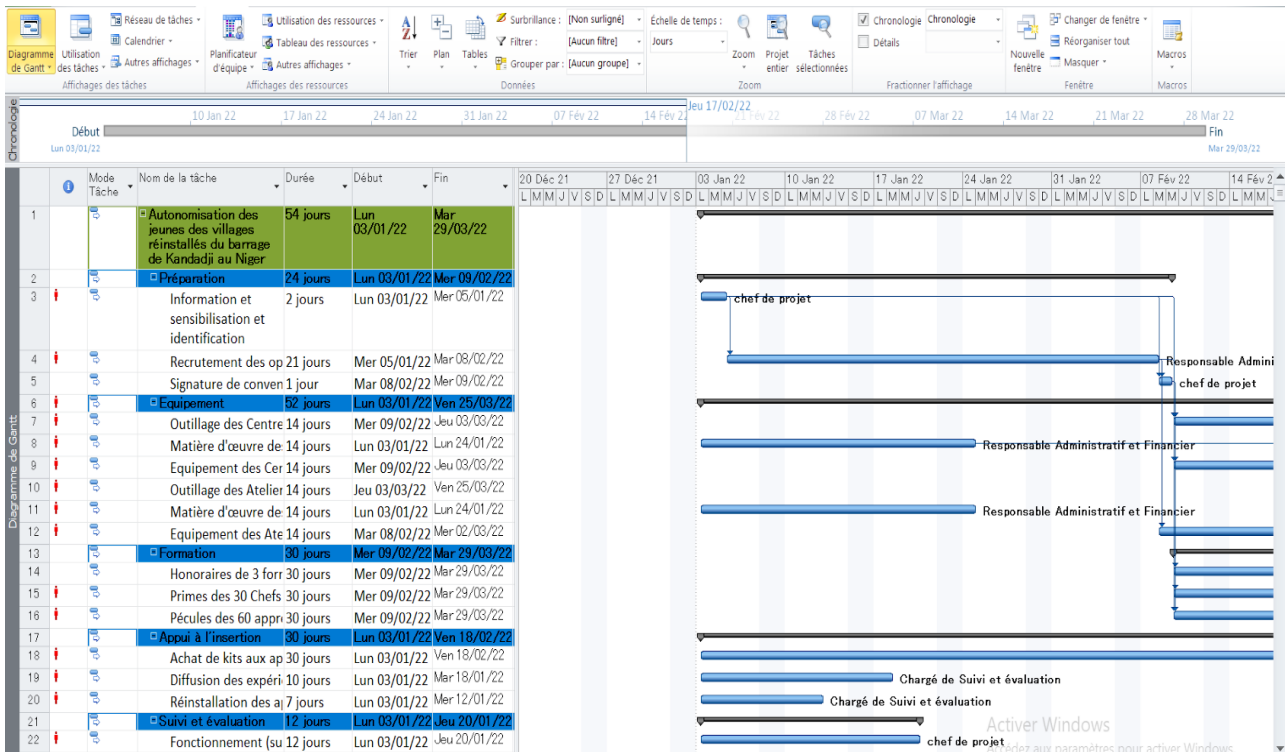 Diagramme de Gantt
Utilisation des tâches
Réseau de tâches
Calendrier
Autres affichages
Affichages des tâches
Planificateur d'équipe
Utilisation des ressources
Tableau des ressources
Autres affichages
Affichages des ressources
Trier
Plan
Tables
Surbrillance : [Non surligné]
Filtrer : [Aucun filtre]
Grouper par : [Aucun groupe]
Données
Échelle de temps :
Jours
Zoom
Projet entier
Tâches sélectionnées
Zoom
Chronologie Chronologie
Détails
Fractionner l'affichage
Nouvelle fenêtre
Changer de fenêtre
Réorganiser tout
Masquer
Fenêtre
Macros
Macros
Chronologie
Jeu 17/02/22
10 Jan 22 17 Jan 22 24 Jan 22 31 Jan 22 07 Fév 22 14 Fév 22 21 Fév 22 28 Fév 22 07 Mar 22 14 Mar 22 21 Mar 22 28 Mar 22
Début
Lun 03/01/22
Fin
Mar 29/03/22
Diagramme de Gantt
Mode Tâche Nom de la tâche Durée Début Fin
20 Déc 21 27 Déc 21 03 Jan 22 10 Jan 22 17 Jan 22 24 Jan 22 31 Jan 22 07 Fév 22 14 Fév 2
L M M J V S D L M M J V S D L M M J V S D L M M J V S D L M M J V S D L M M J V S D L M M J V S D L M M J V S D L M M J
1 Autonomisation des 54 jours Lun Mar
jeunes des villages 03/01/22 29/03/22
réinstallés du barrage
de Kandadji au Niger
2 Préparation 24 jours Lun 03/01/22 Mer 09/02/22
3 Information et 2 jours Lun 03/01/22 Mer 05/01/22 chef de projet
sensibilisation et
identification
4 Recrutement des op 21 jours Mer 05/01/22 Mar 08/02/22 Responsable Admini
5 Signature de conven 1 jour Mar 08/02/22 Mer 09/02/22 chef de projet
6 Equipement 52 jours Lun 03/01/22 Ven 25/03/22
7 Outillage des Centre 14 jours Mer 09/02/22 Jeu 03/03/22
8 Matière d'œuvre de 14 jours Lun 03/01/22 Lun 24/01/22 Responsable Administratif et Financier
9 Equipement des Cer 14 jours Mer 09/02/22 Jeu 03/03/22
10 Outillage des Atelier 14 jours Jeu 03/03/22 Ven 25/03/22
11 Matière d'œuvre de 14 jours Lun 03/01/22 Lun 24/01/22 Responsable Administratif et Financier
12 Equipement des Ate 14 jours Mar 08/02/22 Mer 02/03/22
13 Formation 30 jours Mer 09/02/22 Mar 29/03/22
14 Honoraires de 3 forr 30 jours Mer 09/02/22 Mar 29/03/22
15 Primes des 30 Chefs 30 jours Mer 09/02/22 Mar 29/03/22
16 Pécules des 60 appr 30 jours Mer 09/02/22 Mar 29/03/22
17 Appui à l'insertion 30 jours Lun 03/01/22 Ven 18/02/22
18 Achat de kits aux ap 30 jours Lun 03/01/22 Ven 18/02/22
19 Diffusion des expéri 10 jours Lun 03/01/22 Mar 18/01/22 Chargé de Suivi et évaluation
20 Réinstallation des a 7 jours Lun 03/01/22 Mer 12/01/22 Chargé de Suivi et évaluation
21 Suivi et évaluation 12 jours Lun 03/01/22 Jeu 20/01/22
22 Fonctionnement (su 12 jours Lun 03/01/22 Jeu 20/01/22 chef de projet
Activer Windows
Accédez aux paramètres pour activer Windows.